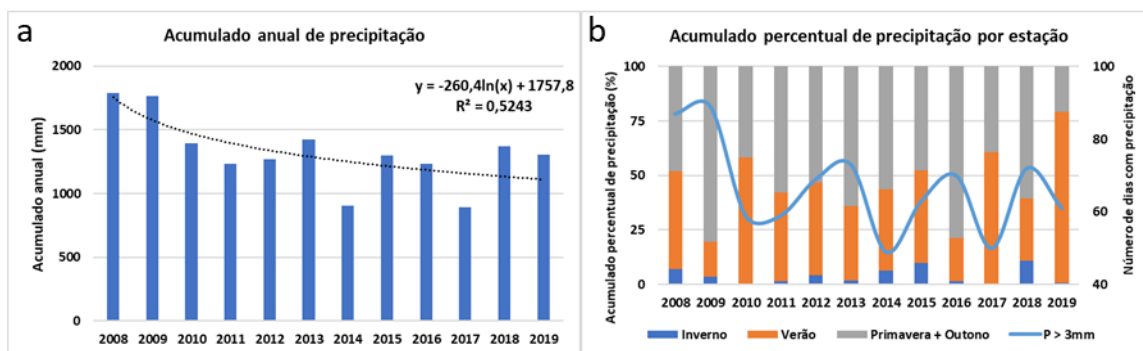 a
Acumulado anual de precipitação
Acumulado anual (mm)
2000
1500
1000
500
0
y = -260,4ln(x) + 1757,8
R² = 0,5243
2008 2009 2010 2011 2012 2013 2014 2015 2016 2017 2018 2019
b
Acumulado percentual de precipitação por estação
Acumulado percentual de precipitação (%)
100
75
50
25
0
100
80
60
40
Número de dias com precipitação
2008 2009 2010 2011 2012 2013 2014 2015 2016 2017 2018 2019
Inverno Verão Primavera + Outono P > 3mm